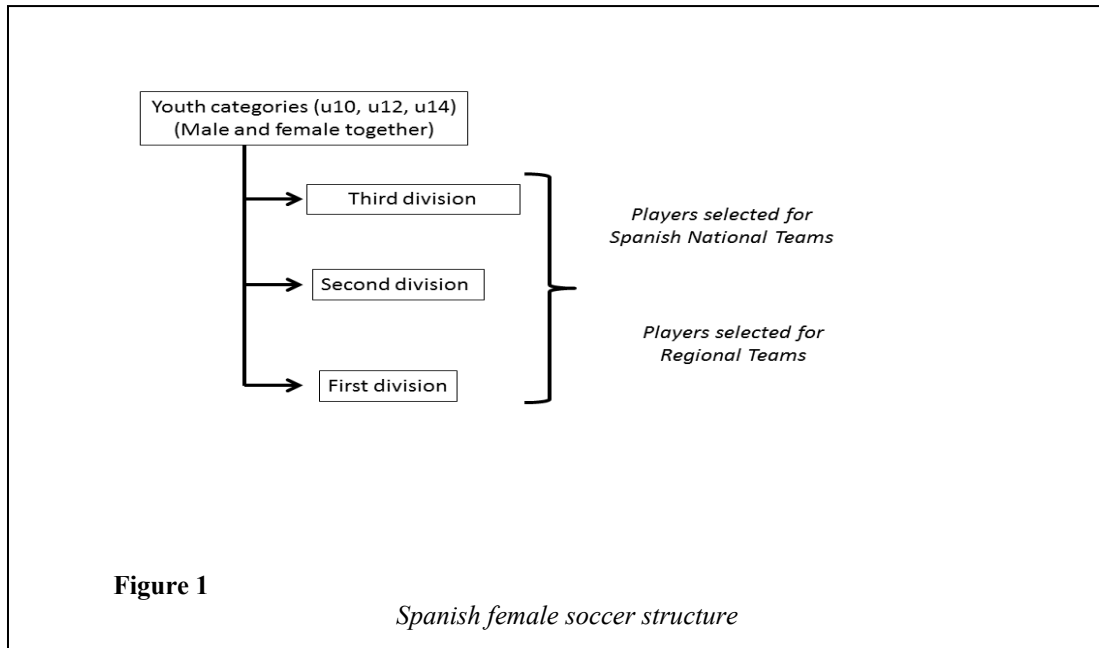 Youth categories (u10, u12, u14)
(Male and female together)
Third division
Second division
First division
Players selected for
Spanish National Teams
Players selected for
Regional Teams
Figure 1
Spanish female soccer structure